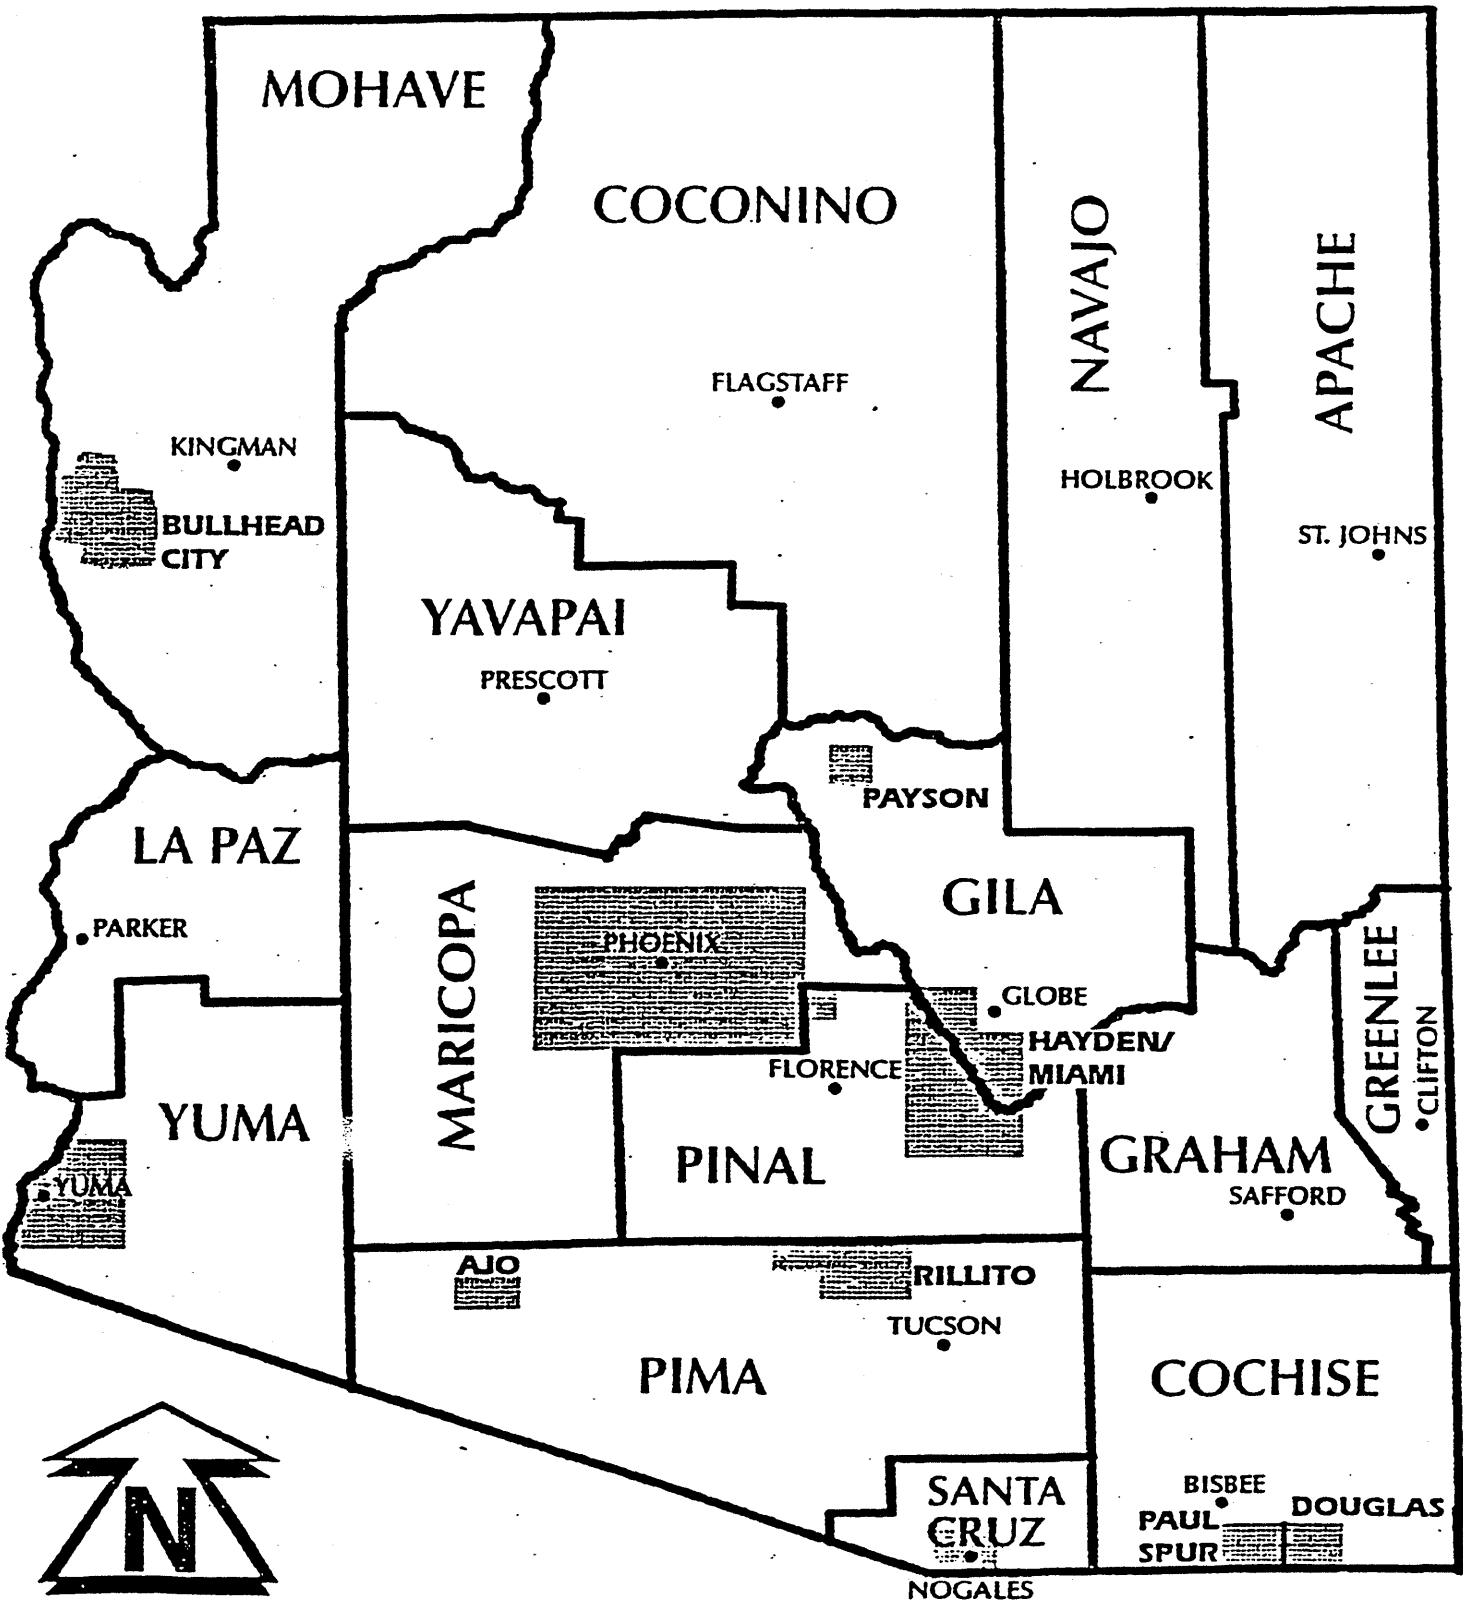 MOHAVE
COCONINO
NAVAJO
APACHE
FLAGSTAFF
KINGMAN
HOLBROOK
BULLHEAD
CITY
ST. JOHNS
YAVAPAI
PRESCOTT
PAYSON
LA PAZ
GILA
PARKER
MARICOPA
PHOENIX
GREENLEE
CLIFTON
GLOBE
HAYDEN/
MIAMI
FLORENCE
YUMA
PINAL
GRAHAM
YUMA
SAFFORD
AJO
RILLITO
TUCSON
PIMA
COCHISE
N
SANTA
CRUZ
BISBEE
PAUL
SPUR
DOUGLAS
NOGALES